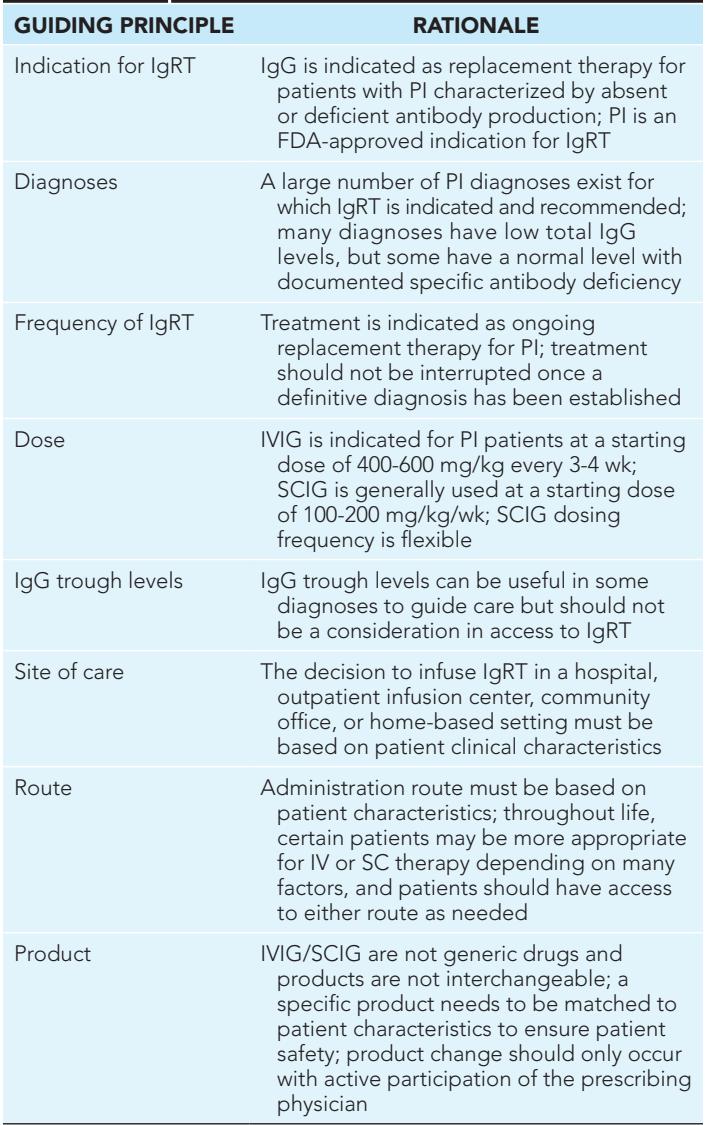 GUIDING PRINCIPLE RATIONALE
Indication for IgRT IgG is indicated as replacement therapy for
patients with PI characterized by absent
or deficient antibody production; PI is an
FDA-approved indication for IgRT
Diagnoses A large number of PI diagnoses exist for
which IgRT is indicated and recommended;
many diagnoses have low total IgG
levels, but some have a normal level with
documented specific antibody deficiency
Frequency of IgRT Treatment is indicated as ongoing
replacement therapy for PI; treatment
should not be interrupted once a
definitive diagnosis has been established
Dose IVIG is indicated for PI patients at a starting
dose of 400-600 mg/kg every 3-4 wk;
SCIG is generally used at a starting dose
of 100-200 mg/kg/wk; SCIG dosing
frequency is flexible
IgG trough levels IgG trough levels can be useful in some
diagnoses to guide care but should not
be a consideration in access to IgRT
Site of care The decision to infuse IgRT in a hospital,
outpatient infusion center, community
office, or home-based setting must be
based on patient clinical characteristics
Route Administration route must be based on
patient characteristics; throughout life,
certain patients may be more appropriate
for IV or SC therapy depending on many
factors, and patients should have access
to either route as needed
Product IVIG/SCIG are not generic drugs and
products are not interchangeable; a
specific product needs to be matched to
patient characteristics to ensure patient
safety; product change should only occur
with active participation of the prescribing
physician